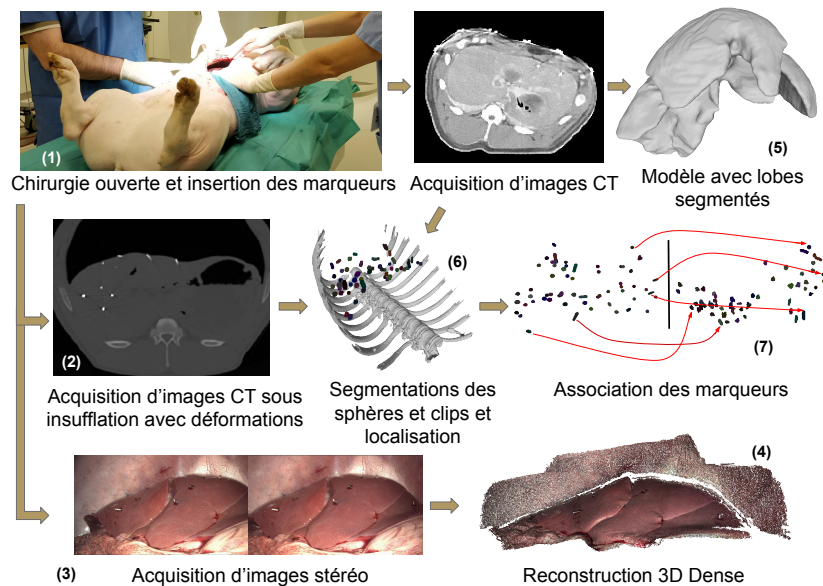 (1)
(5)
Chirurgie ouverte et insertion des marqueurs
Acquisition d'images CT
Modèle avec lobes
segmentés
(2)
(6)
(7)
Acquisition d'images CT sous
insufflation avec déformations
Segmentations des
sphères et clips et
localisation
Association des marqueurs
(4)
(3)
Acquisition d'images stéréo
Reconstruction 3D Dense